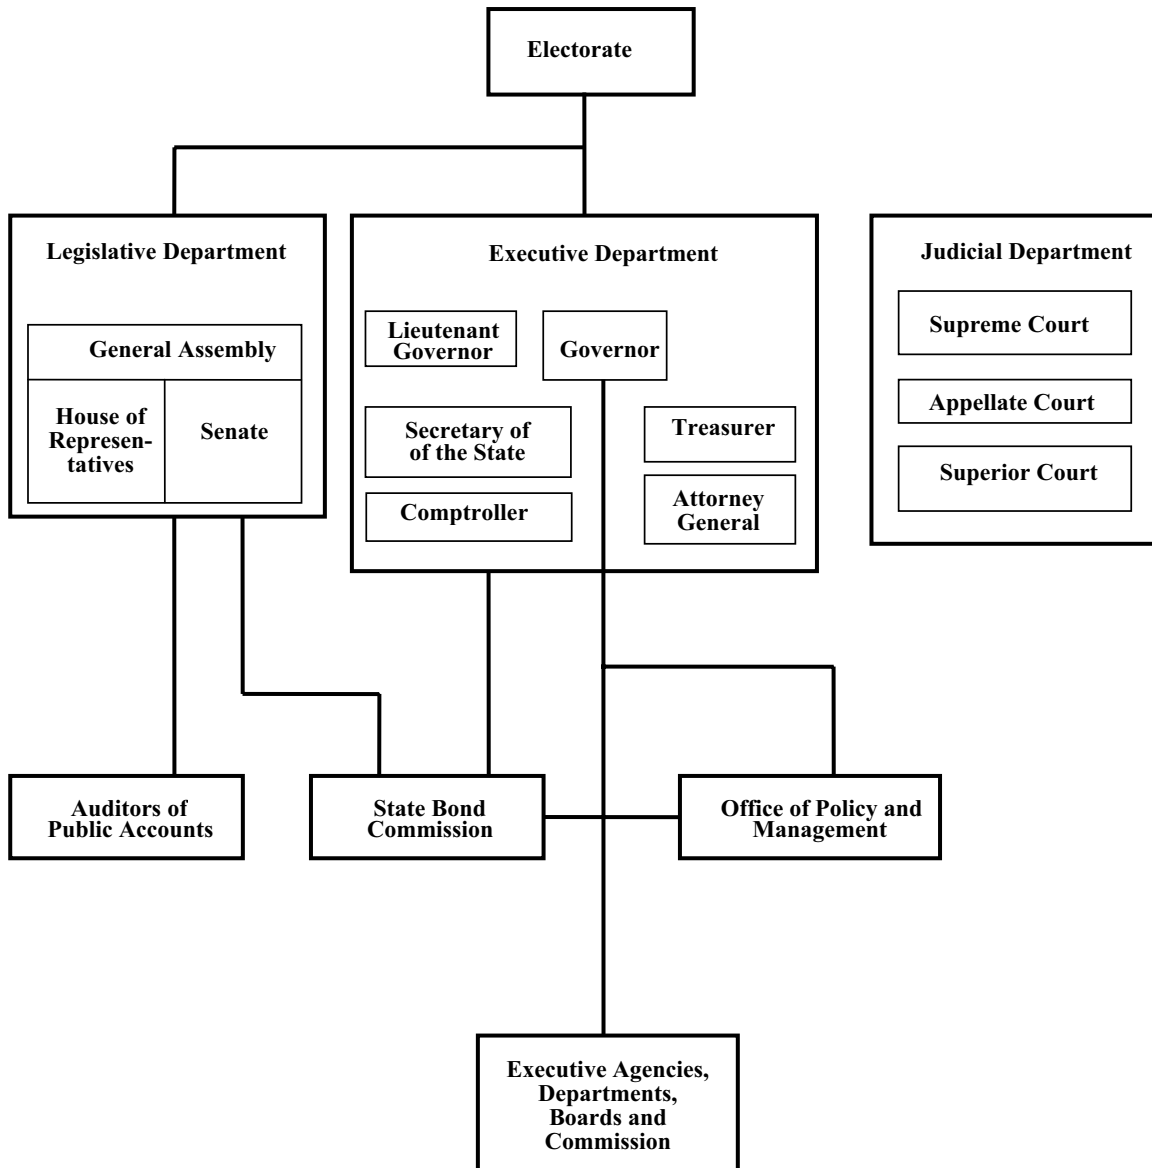 Electorate
Legislative Department
General Assembly
House of
Represen-
tatives
Senate
Executive Department
Lieutenant
Governor
Governor
Secretary of
of the State
Treasurer
Comptroller
Attorney
General
Judicial Department
Supreme Court
Appellate Court
Superior Court
Auditors of
Public Accounts
State Bond
Commission
Office of Policy and
Management
Executive Agencies,
Departments,
Boards and
Commission